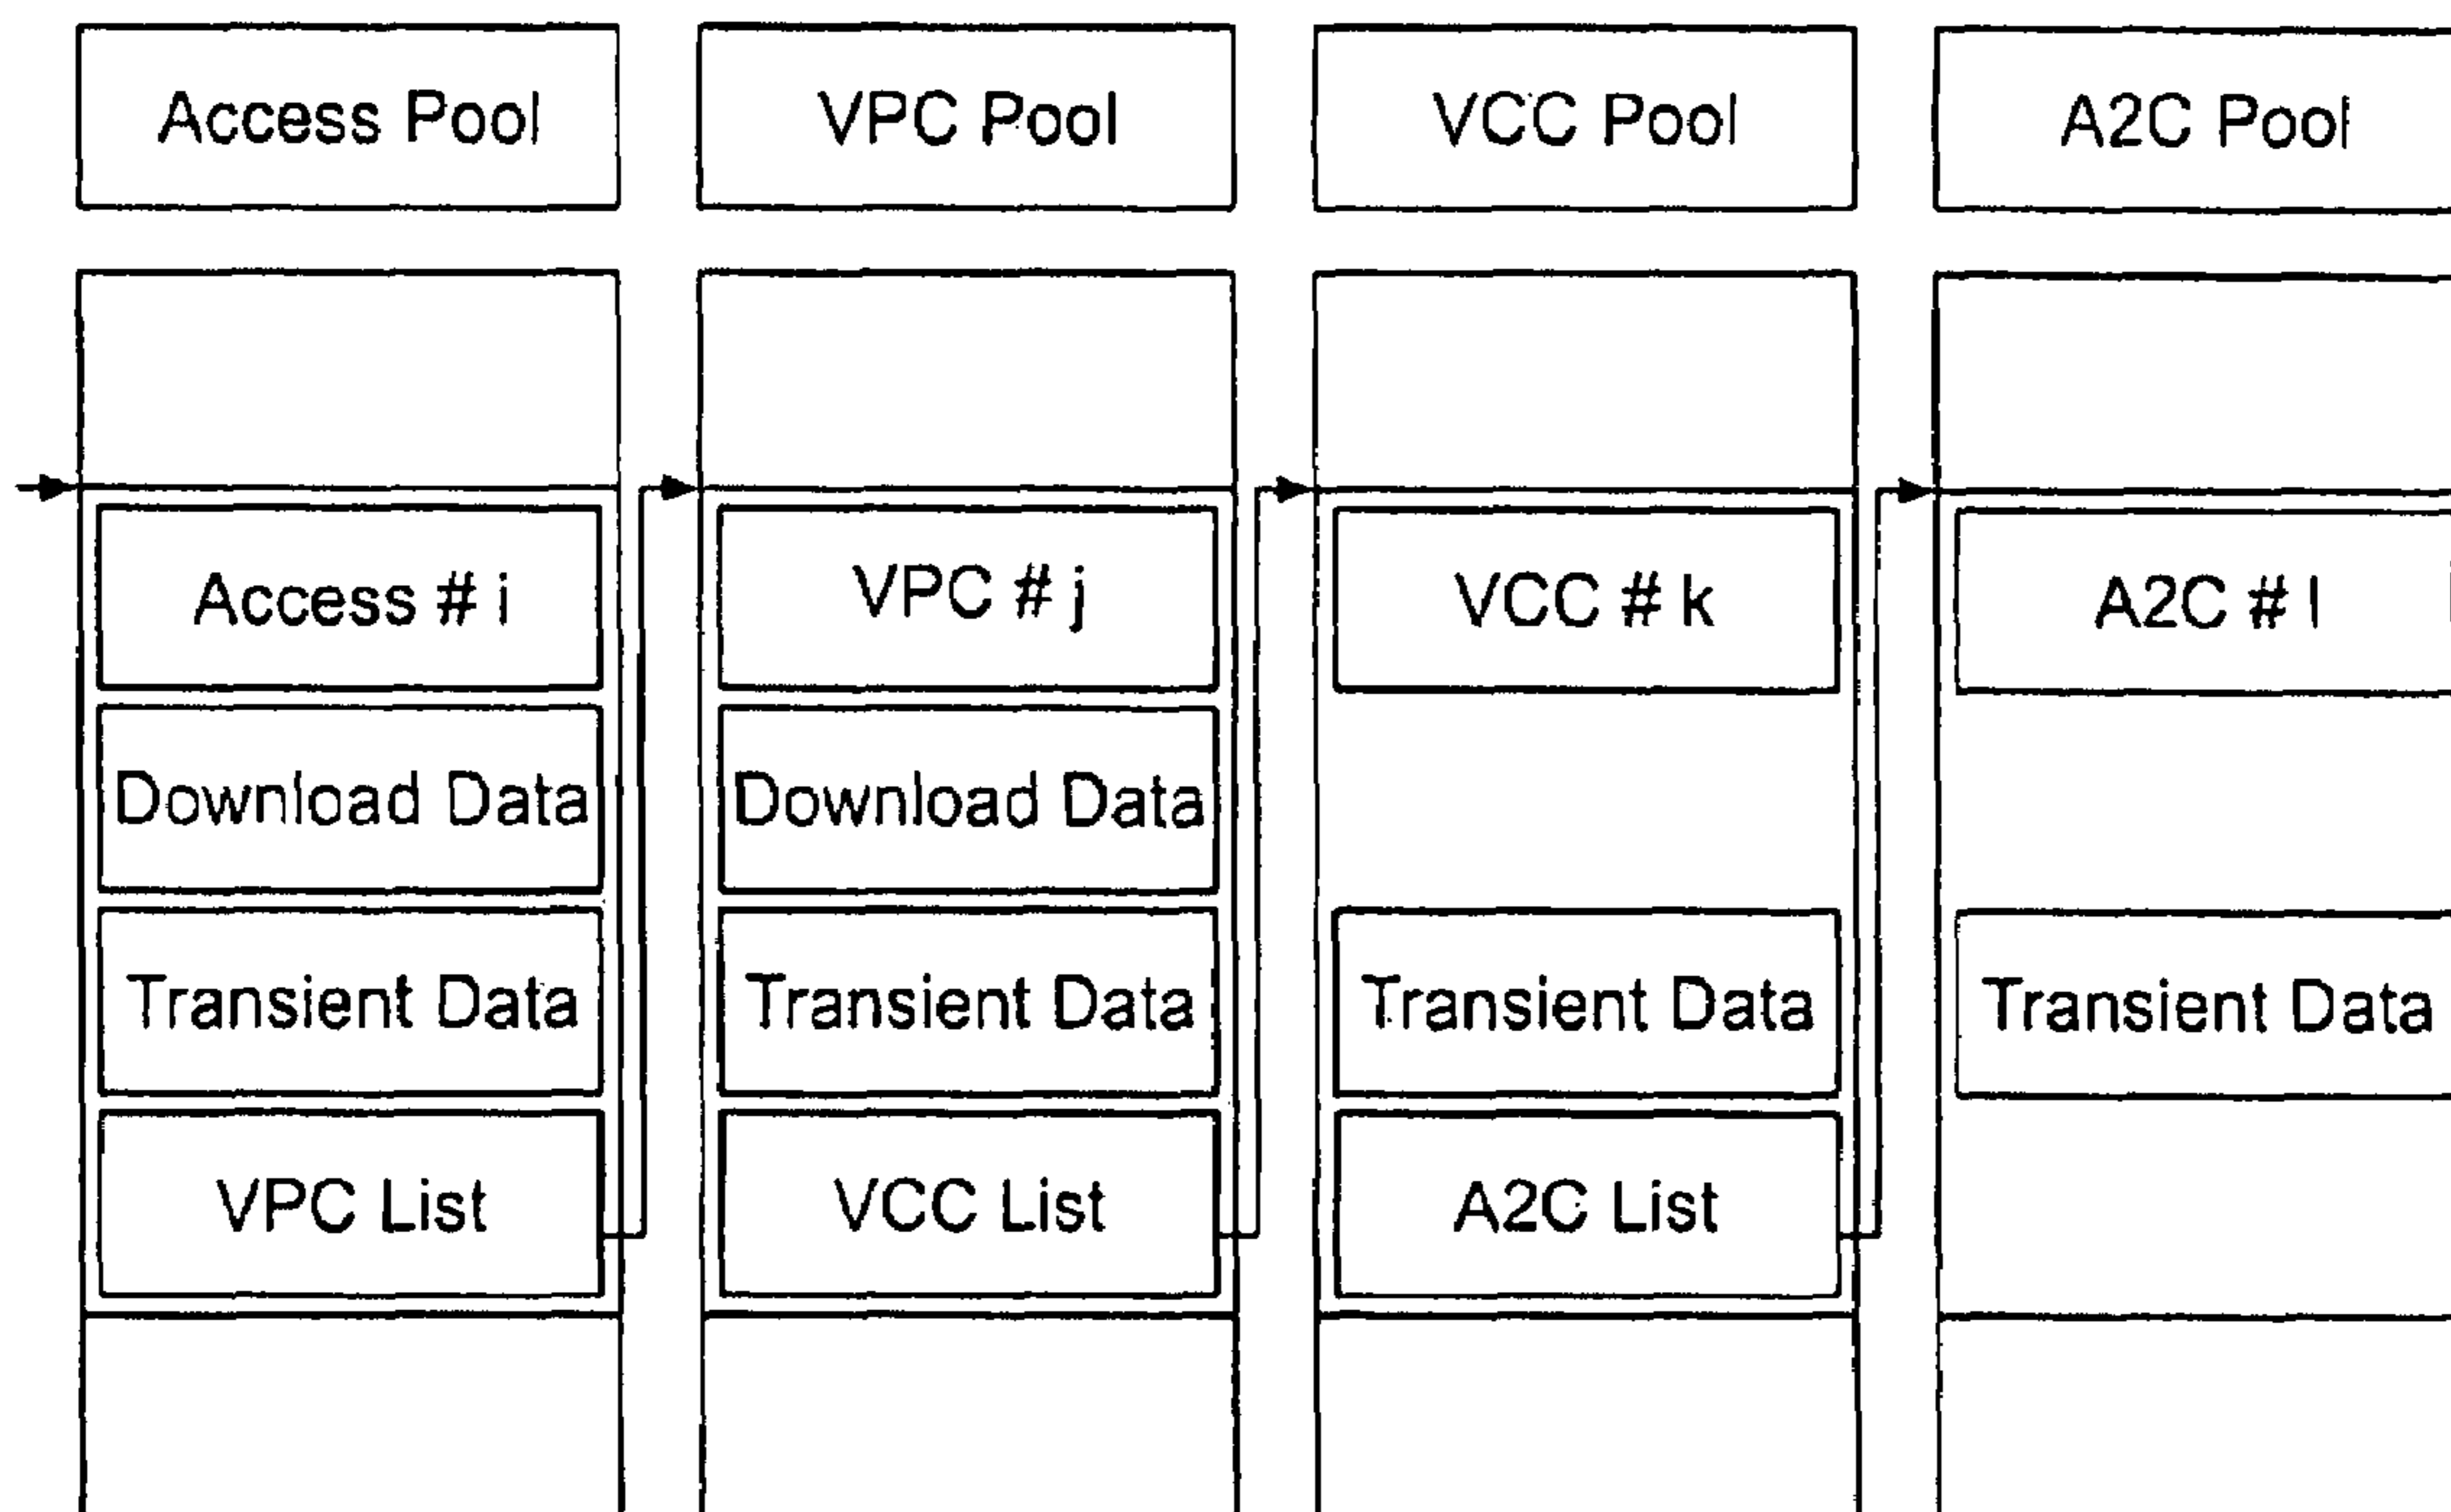 Access Pool
VPC Pool
VCC Pool
A2C Pool
Access # i
VPC # j
VCC # k
A2C # l
Download Data
Download Data
Transient Data
Transient Data
Transient Data
Transient Data
VPC List
VCC List
A2C List